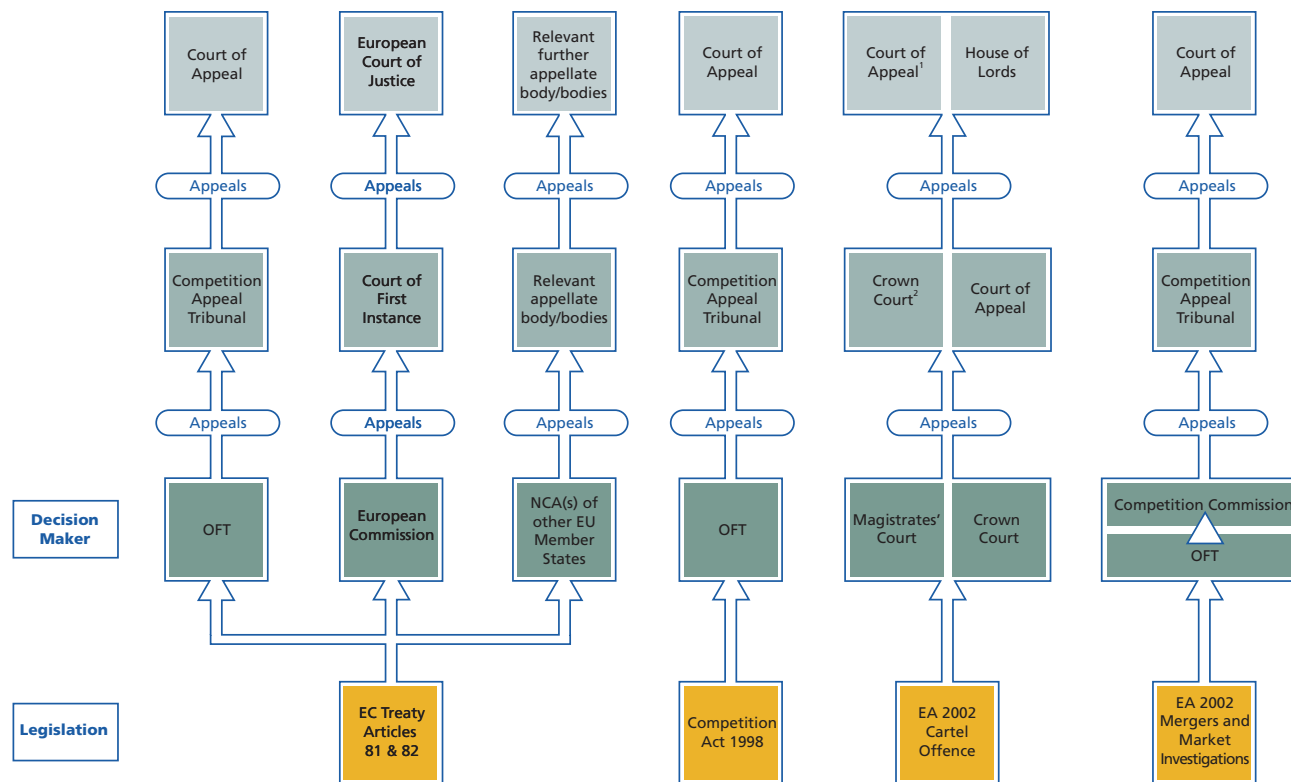 Court of
Appeal
European
Court of
Justice
Relevant
further
appellate
body/bodies
Court of
Appeal
Court of
Appeal¹
House of
Lords
Court of
Appeal
Appeals
Appeals
Appeals
Appeals
Appeals
Appeals
Competition
Appeal
Tribunal
Court of
First
Instance
Relevant
appellate
body/bodies
Competition
Appeal
Tribunal
Crown
Court²
Court of
Appeal
Competition
Appeal
Tribunal
Appeals
Appeals
Appeals
Appeals
Appeals
Appeals
Decision
Maker
OFT
European
Commission
NCA(s) of
other EU
Member
States
OFT
Magistrates’
Court
Crown
Court
Competition Commission
OFT
Legislation
EC Treaty
Articles
81 & 82
Competition
Act 1998
EA 2002
Cartel
Offence
EA 2002
Mergers and
Market
Investigations